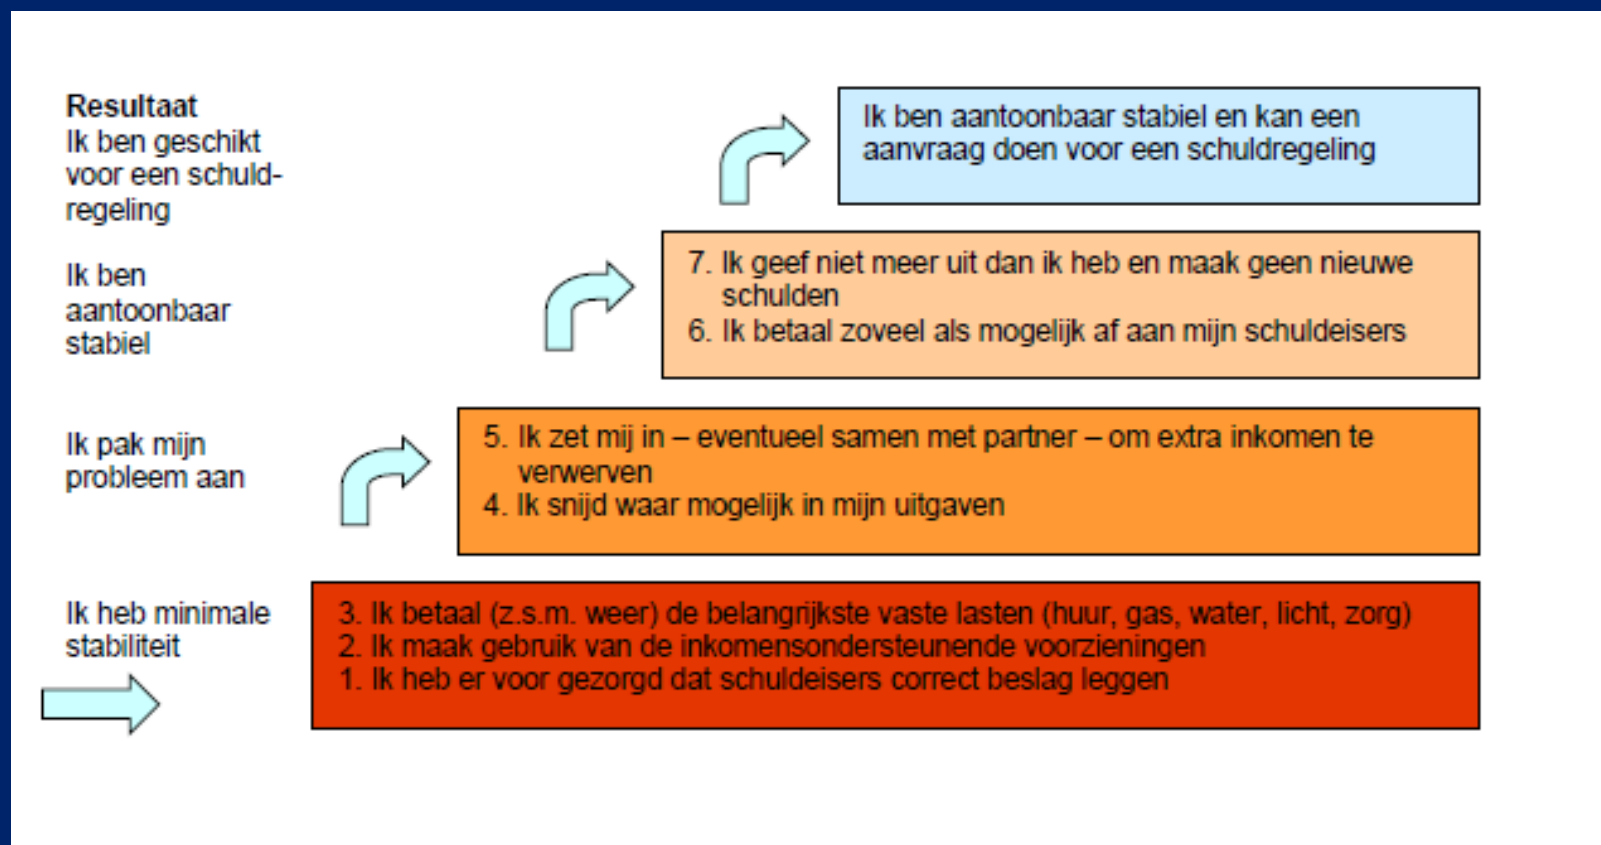 Resultaat
Ik ben geschikt
voor een schuld-
regeling
Ik ben aantoonbaar stabiel en kan een
aanvraag doen voor een schuldregeling
Ik ben
aantoonbaar
stabiel
7. Ik geef niet meer uit dan ik heb en maak geen nieuwe
schulden
6. Ik betaal zoveel als mogelijk af aan mijn schuldeisers
Ik pak mijn
probleem aan
5. Ik zet mij in – eventueel samen met partner – om extra inkomen te
verwerven
4. Ik snijd waar mogelijk in mijn uitgaven
Ik heb minimale
stabiliteit
3. Ik betaal (z.s.m. weer) de belangrijkste vaste lasten (huur, gas, water, licht, zorg)
2. Ik maak gebruik van de inkomensondersteunende voorzieningen
1. Ik heb er voor gezorgd dat schuldeisers correct beslag leggen